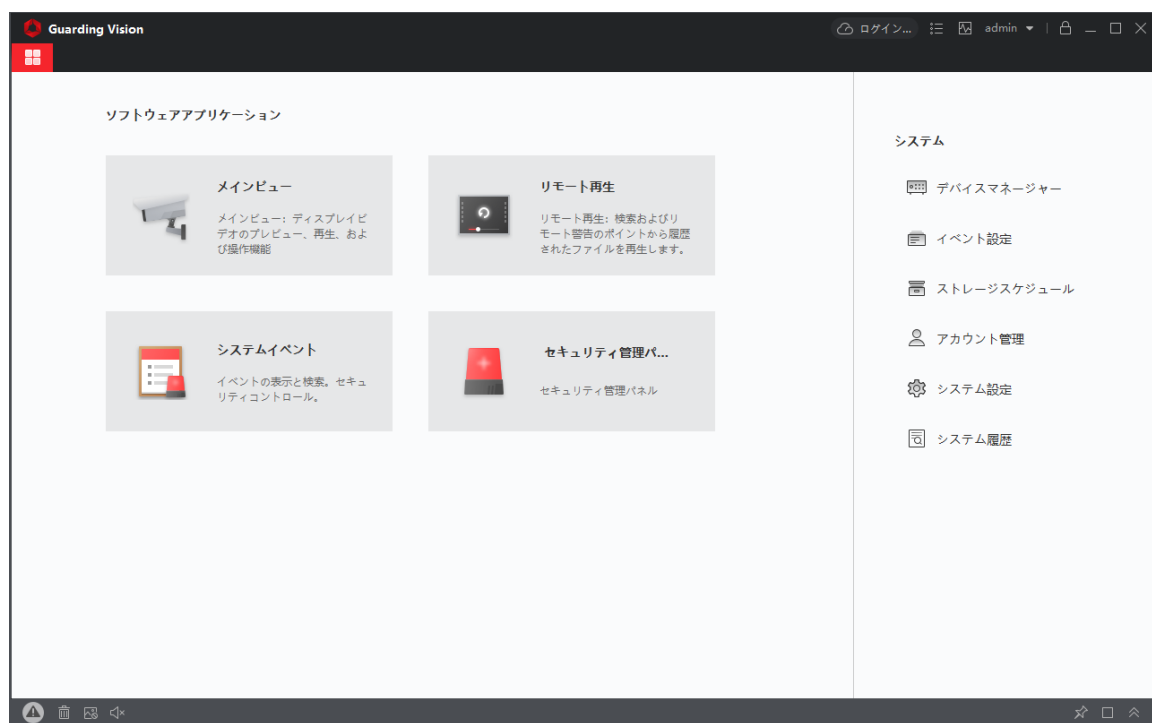 Guarding Vision
ログイン...
admin
ソフトウェアアプリケーション
メインビュー
メインビュー: ディスプレイビ
デオのプレビュー、再生、およ
び操作機能
リモート再生
リモート再生: 検索およびリ
モート警告のポイントから履歴
されたファイルを再生します。
システムイベント
イベントの表示と検索。セキュ
リティコントロール。
セキュリティ管理パ...
セキュリティ管理パネル
システム
デバイスマネージャー
イベント設定
ストレージスケジュール
アカウント管理
システム設定
システム履歴